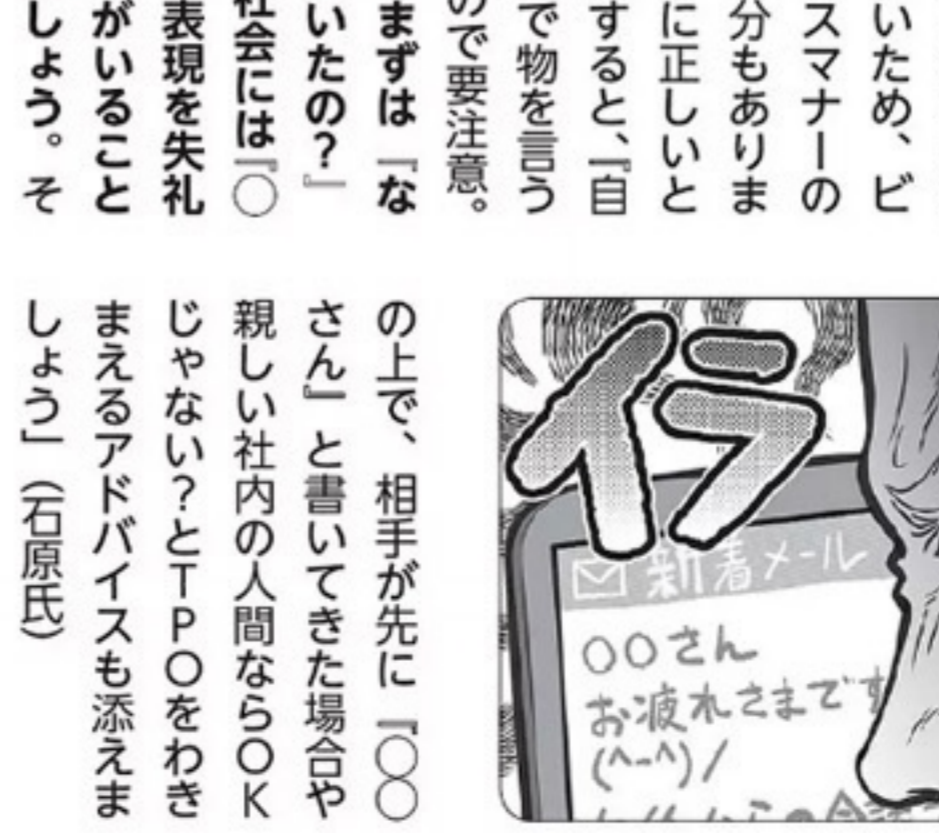 いため、ビ
スマナーの
分もありま
に正しいと
すると、『自
で物を言う
ので要注意。
まずは『な
いたの?』
社会には『○
表現を失礼
がいること
しょう。そ
の上で、相手が先に『○○
さん』と書いてきた場合や
親しい社内の人間ならOK
じゃない?とTPOをわき
まえるアドバイスも添えま
しょう」(石原氏)
イラ
新着メール
○○さん
お疲れさまです
(^-^)/